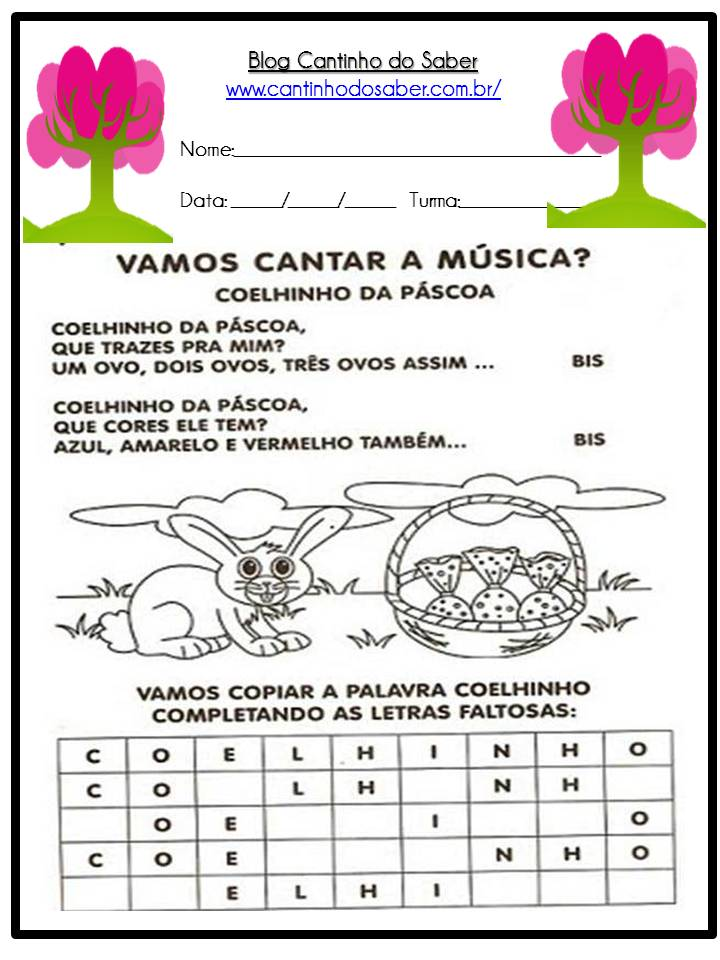 Blog Cantinho do Saber
www.cantinhodosaber.com.br/
Nome:
Data: / / Turma:
VAMOS CANTAR A MÚSICA?
COELHINHO DA PÁSCOA
COELHINHO DA PÁSCOA,
QUE TRAZES PRA MIM?
UM OVO, DOIS OVOS, TRÊS OVOS ASSIM ... BIS
COELHINHO DA PÁSCOA,
QUE CORES ELE TEM?
AZUL, AMARELO E VERMELHO TAMBÉM... BIS
VAMOS COPIAR A PALAVRA COELHINHO
COMPLETANDO AS LETRAS FALTOSAS:
C O E L H I N H O
C O L H N H
O E I O
C O E N H O
E L H I